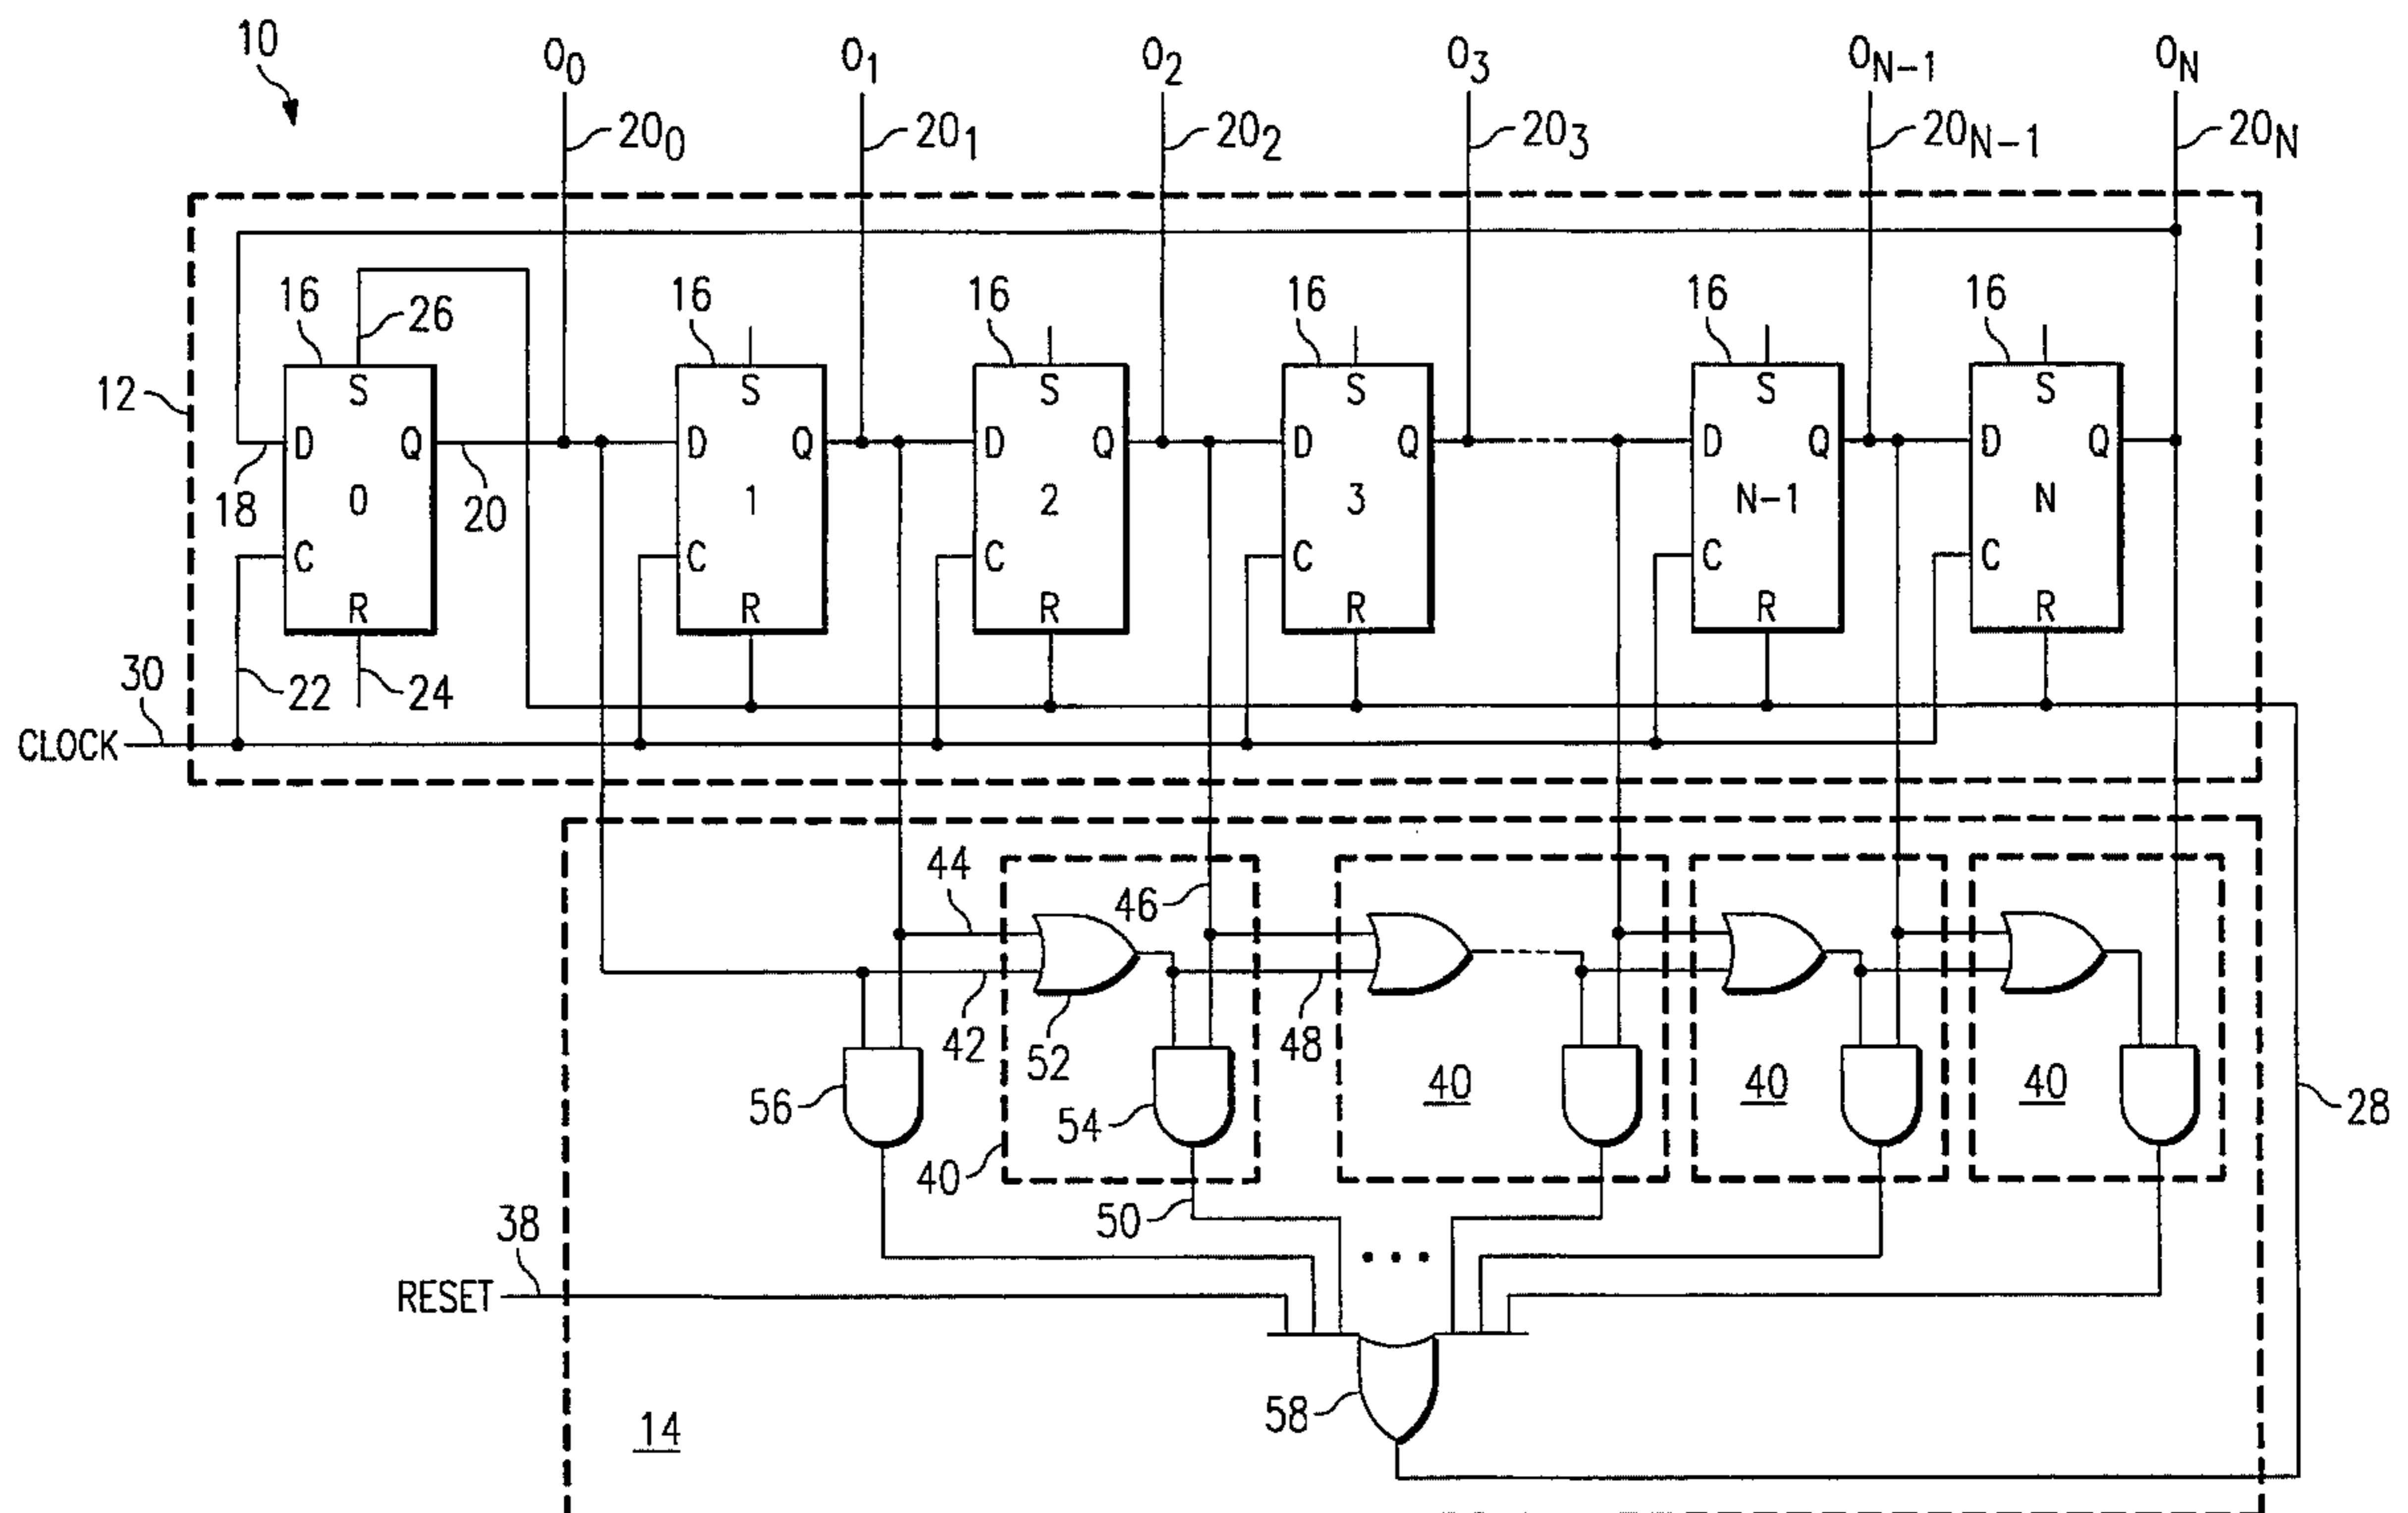 10
O0 O1 O2 O3 ON-1 ON
200 201 202 203 20N-1 20N
16 26 16 16 16 16 16
12
S S S S S S
D Q D Q D Q D Q D Q D Q
18 0 20 1 2 3 N-1 N
C C C C C C
R R R R R R
30 22 24
CLOCK
44 46
42 52 48
56 54 40 40 40 28
40
50
38
RESET
58
14